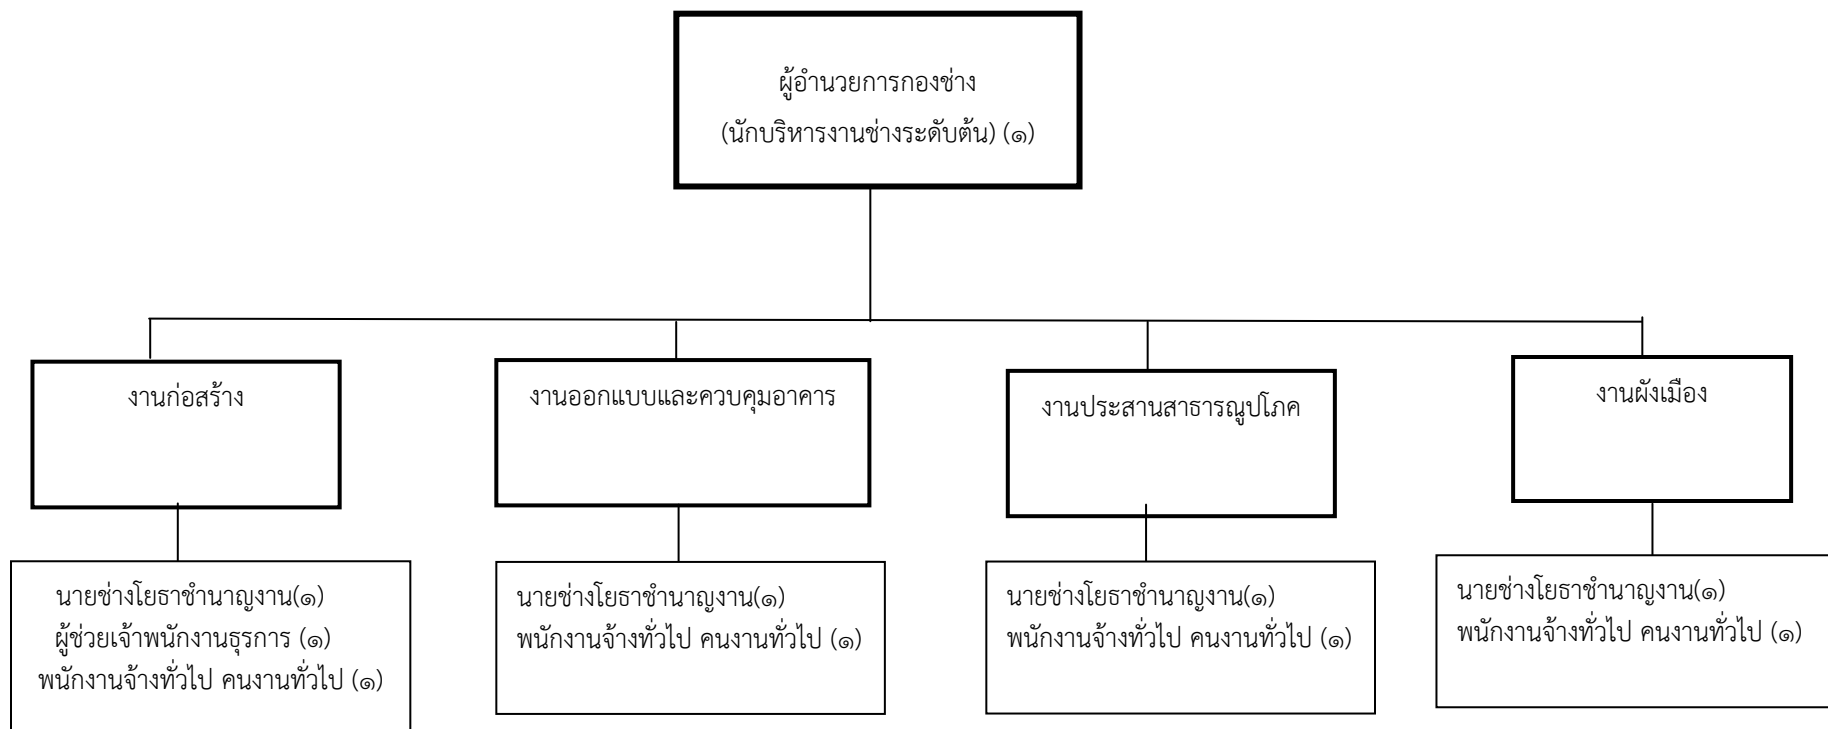 ผู้อำนวยการกองช่าง
(นักบริหารงานช่างระดับต้น) (๑)
งานก่อสร้าง
งานออกแบบและควบคุมอาคาร
งานประสานสาธารณูปโภค
งานผังเมือง
นายช่างโยธาชำนาญงาน(๑)
ผู้ช่วยเจ้าพนักงานธุรการ (๑)
พนักงานจ้างทั่วไป คนงานทั่วไป (๑)
นายช่างโยธาชำนาญงาน(๑)
พนักงานจ้างทั่วไป คนงานทั่วไป (๑)
นายช่างโยธาชำนาญงาน(๑)
พนักงานจ้างทั่วไป คนงานทั่วไป (๑)
นายช่างโยธาชำนาญงาน(๑)
พนักงานจ้างทั่วไป คนงานทั่วไป (๑)